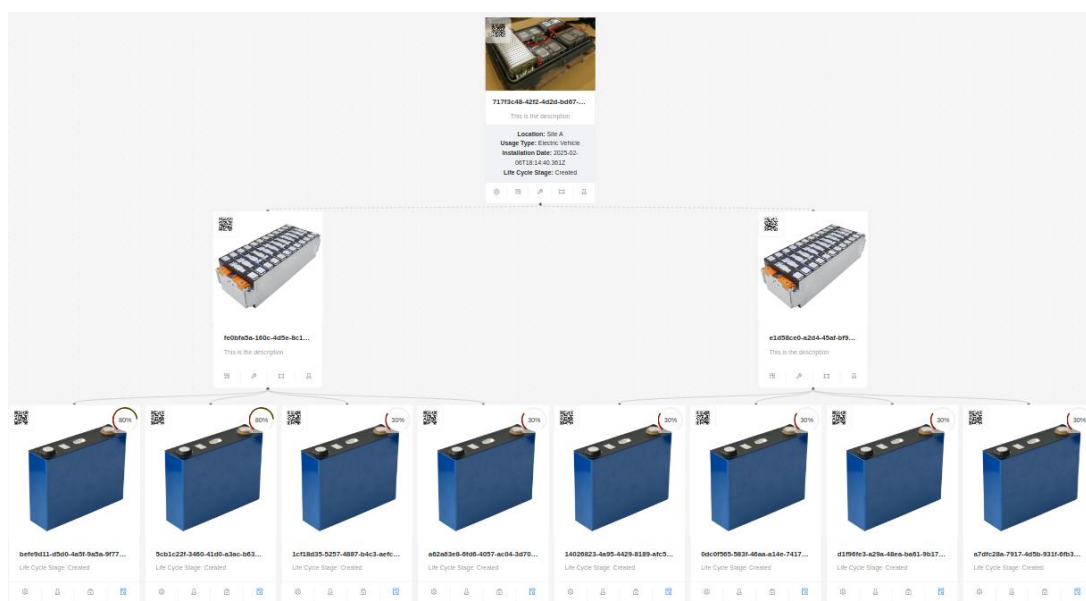 717f3c48-42f2-4d2d-bd67-...
This is the description
Location: Site A
Usage Type: Electric Vehicle
Installation Date: 2025-02-
06T18:14:40.361Z
Life Cycle Stage: Created
fe0bfa5a-160c-4d5e-8c1...
This is the description
e1d58ce0-a2d4-45af-bf9...
This is the description
80%
80%
30%
30%
30%
30%
30%
30%
befe9d11-d5d0-4a5f-9a5a-9f77...
5cb1c22f-3460-41d0-a3ac-b63...
1cf18d35-5257-4887-b4c3-aefc...
a62a63e8-6fd6-4057-ac04-3d70...
14026823-4a95-4429-8189-afc5...
0dc0f565-583f-46aa-a14e-7417...
d1f96fe3-a29a-48ea-ba61-9b17...
a7dfc28a-7917-4d5b-931f-6fb3...
Life Cycle Stage: Created
Life Cycle Stage: Created
Life Cycle Stage: Created
Life Cycle Stage: Created
Life Cycle Stage: Created
Life Cycle Stage: Created
Life Cycle Stage: Created
Life Cycle Stage: Created